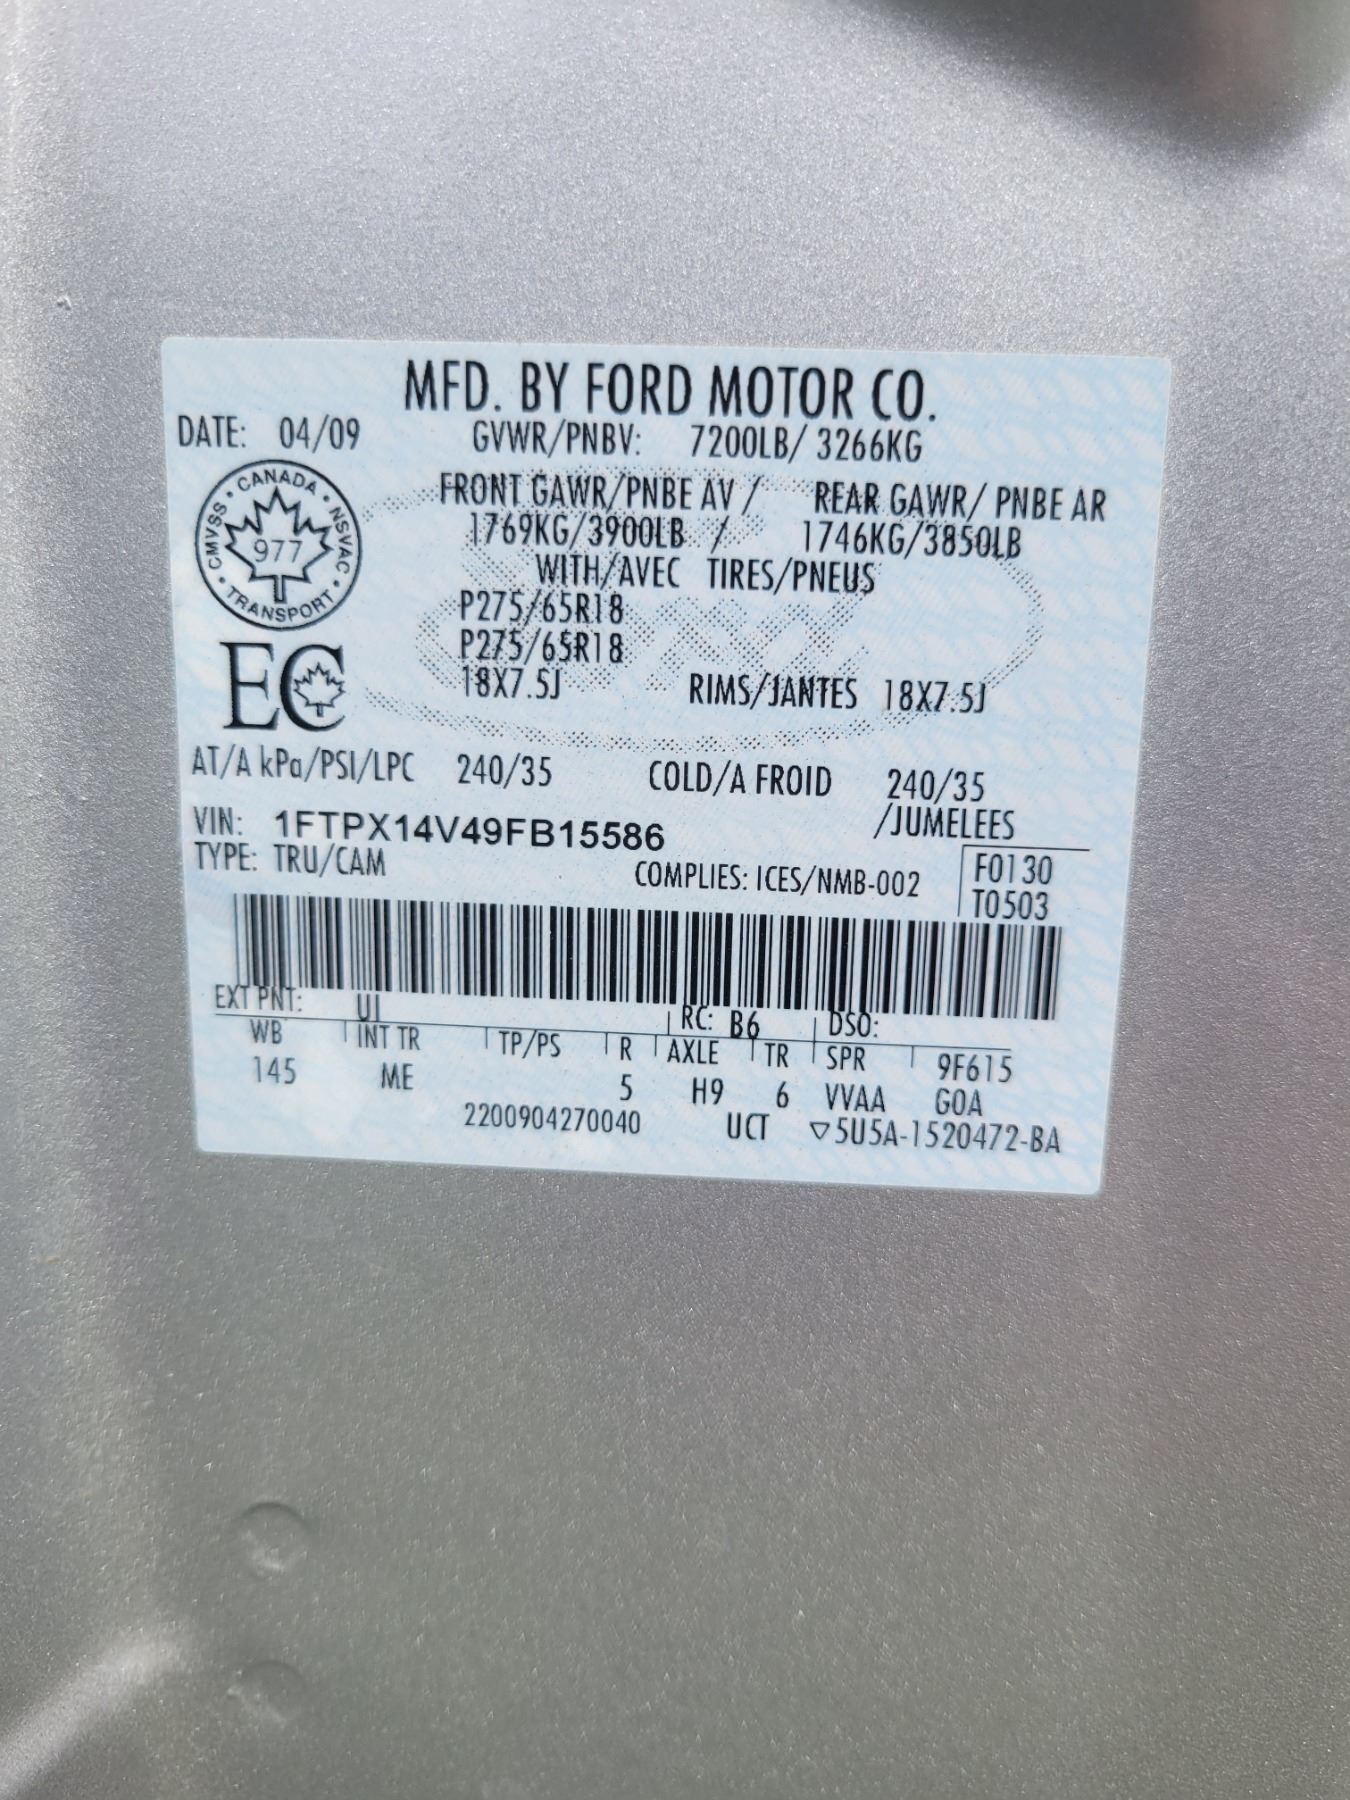 MFD. BY FORD MOTOR CO.
DATE: 04/09 GVWR/PNBV: 7200LB/ 3266KG
CANADA
CMVSS NSVAC
977
TRANSPORT
FRONT GAWR/PNBE AV / REAR GAWR/ PNBE AR
1769KG/3900LB / 1746KG/3850LB
WITH/AVEC TIRES/PNEUS
P275/65R18
P275/65R18
EC
18X7.5J RIMS/JANTES 18X7.5J
AT/A kPa/PSI/LPC 240/35 COLD/A FROID 240/35
/JUMELEES
VIN: 1FTPX14V49FB15586
TYPE: TRU/CAM COMPLIES: ICES/NMB-002
F0130
T0503
EXT PNT: UI RC: B6 DSO:
WB INT TR TP/PS R AXLE TR SPR 9F615
145 ME 5 H9 6 VVAA GOA
2200904270040 UCT ▽5U5A-1520472-BA